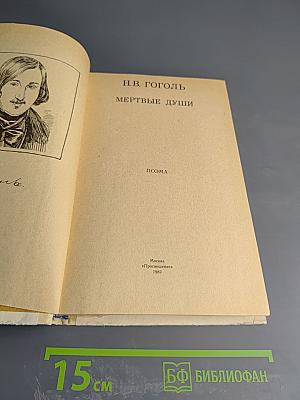 Н.В. ГОГОЛЬ
МЕРТВЫЕ ДУШИ
ПОЭМА
Москва
«Просвещение»
15 см
БФ БИБЛИОФАН